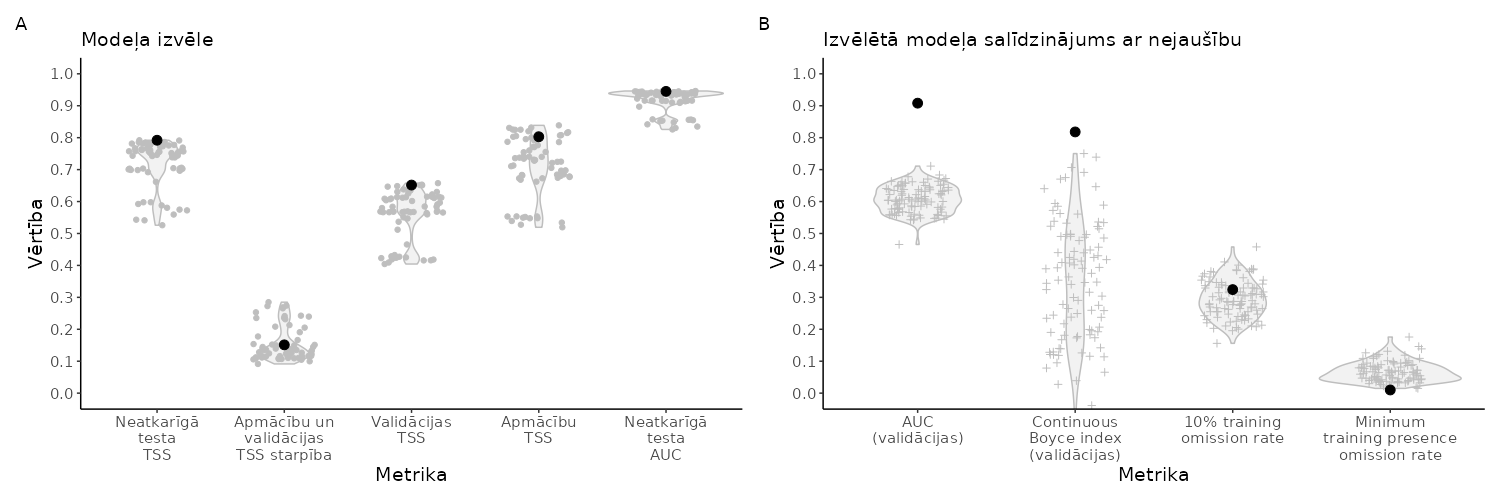 A
Modeļa izvēle
Vērtība
1.0
0.9
0.8
0.7
0.6
0.5
0.4
0.3
0.2
0.1
0.0
Neatkarīgā
testa
TSS
Apmācību un
validācijas
TSS starpība
Validācijas
TSS
Apmācību
TSS
Neatkarīgā
testa
AUC
Metrika
B
Izvēlētā modeļa salīdzinājums ar nejaušību
Vērtība
1.0
0.9
0.8
0.7
0.6
0.5
0.4
0.3
0.2
0.1
0.0
AUC
(validācijas)
Continuous
Boyce index
(validācijas)
10% training
omission rate
Minimum
training presence
omission rate
Metrika